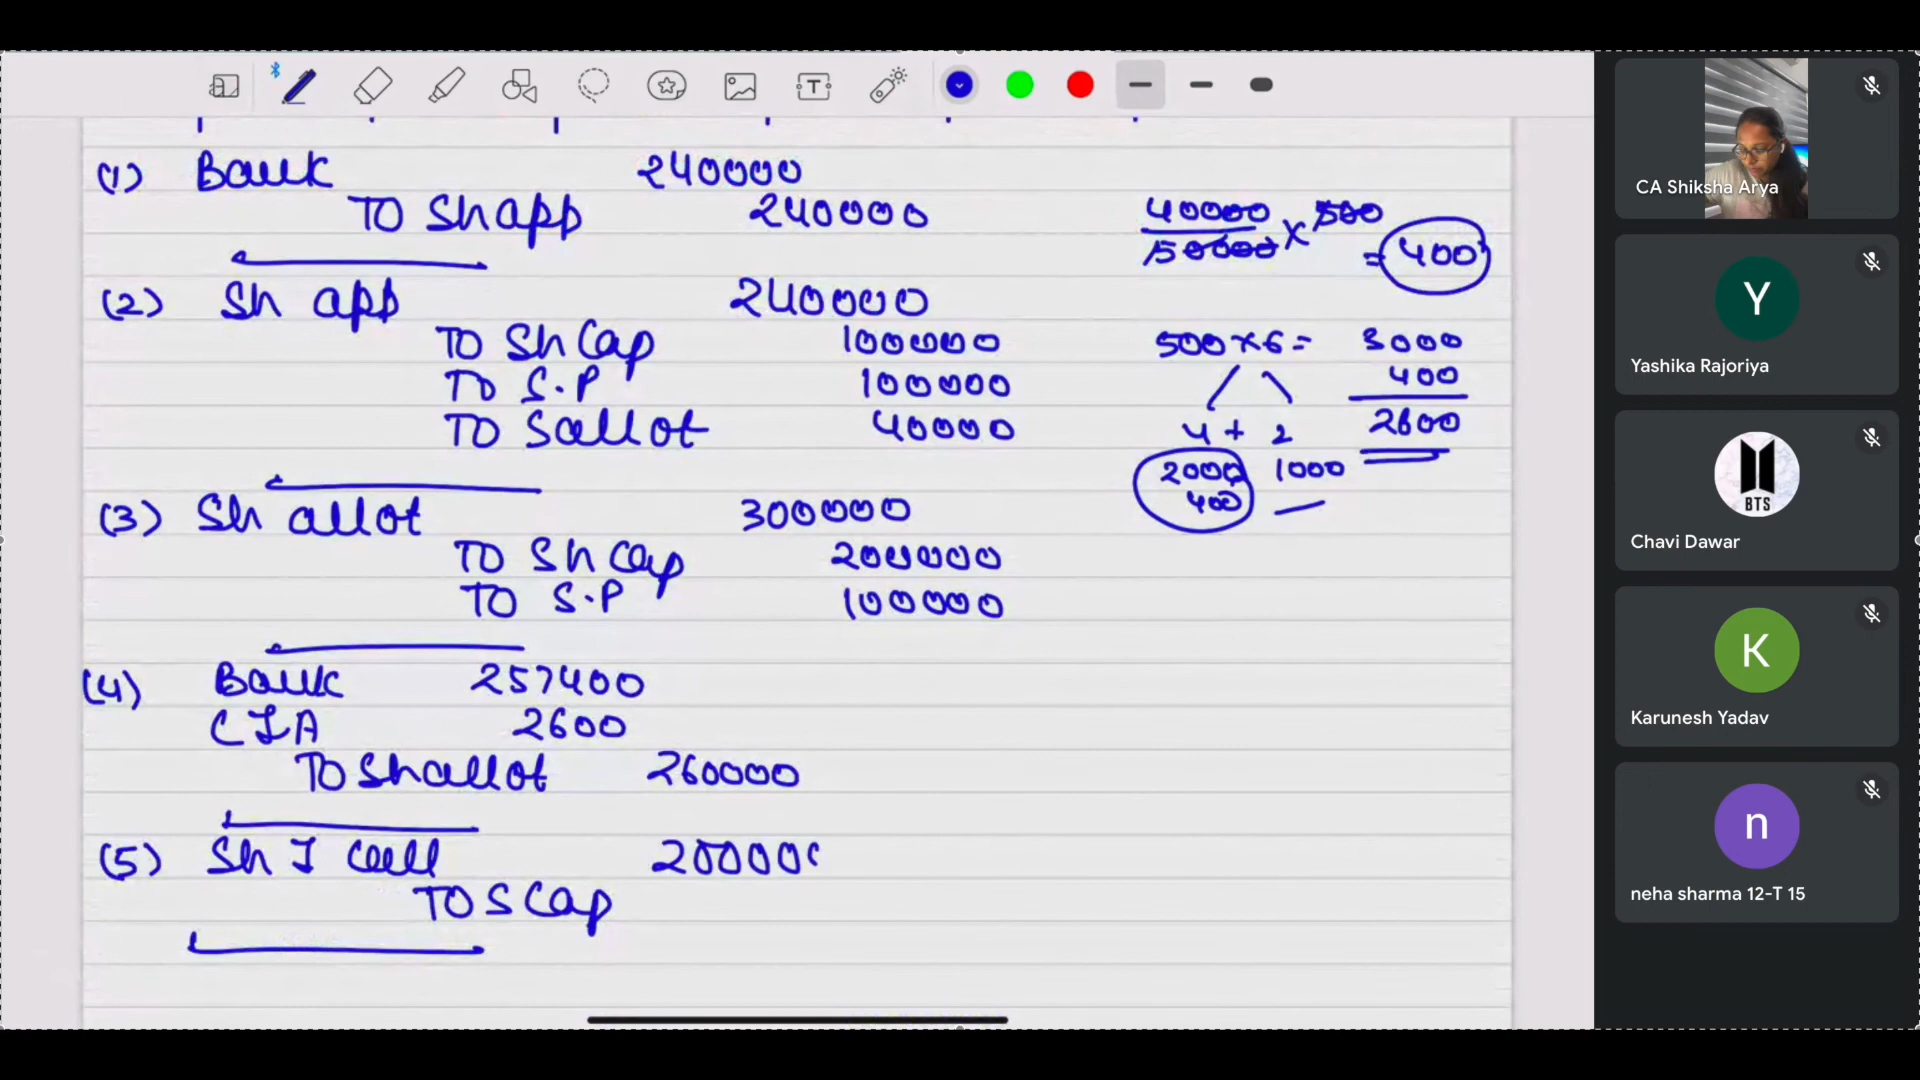 (1) Bank 240000
To Sh app 240000
40000 / 50000 × 500 = 400
(2) Sh app 240000
To Sh Cap 100000
To S.P 100000
To Sallot 40000
500 × 6 = 3000
400
2600
4 + 2
2000 1000
400
(3) Sh allot 300000
To Sh Cap 200000
To S.P 100000
(4) Bank 257400
CIA 2600
To Sh allot 260000
(5) Sh I call 20000
To S Cap
CA Shiksha Arya
Y
Yashika Rajoriya
BTS
Chavi Dawar
K
Karunesh Yadav
n
neha sharma 12-T 15